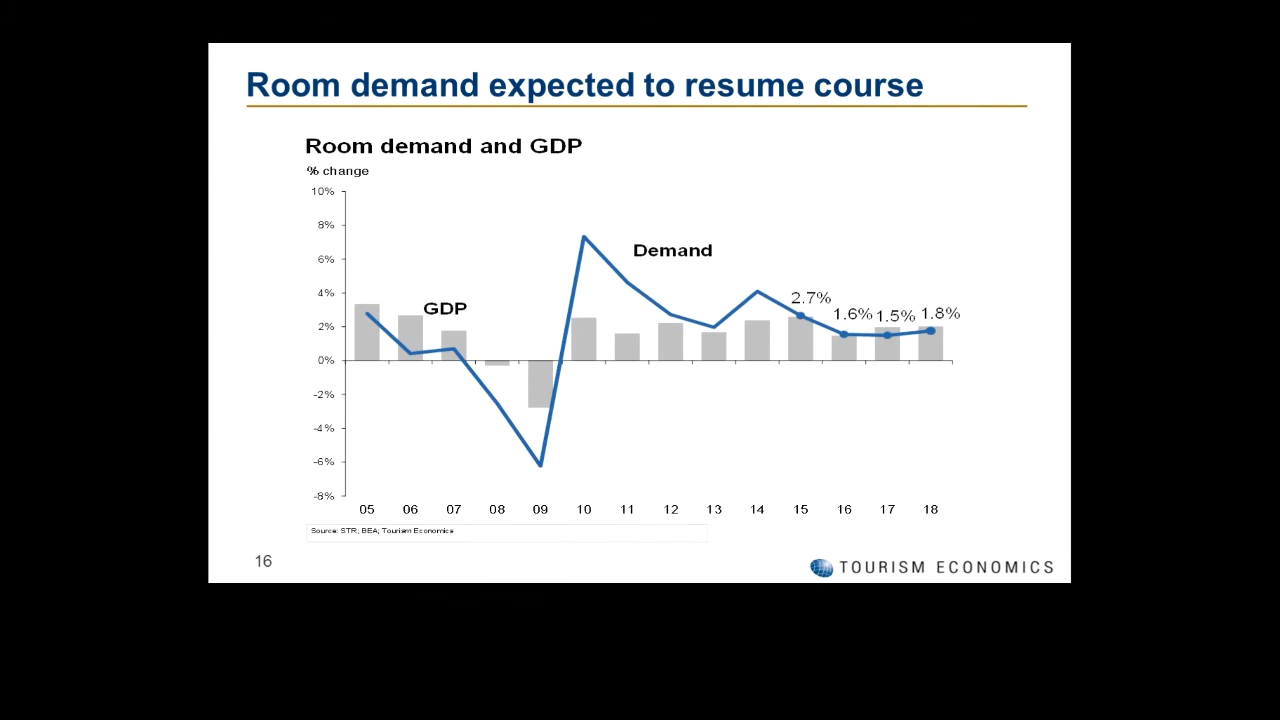 Room demand expected to resume course
Room demand and GDP
% change
10%
8%
6%
4%
2%
0%
-2%
-4%
-6%
-8%
GDP
Demand
2.7%
1.6%
1.5%
1.8%
05 06 07 08 09 10 11 12 13 14 15 16 17 18
Source: STR; BEA; Tourism Economics
16
TOURISM ECONOMICS